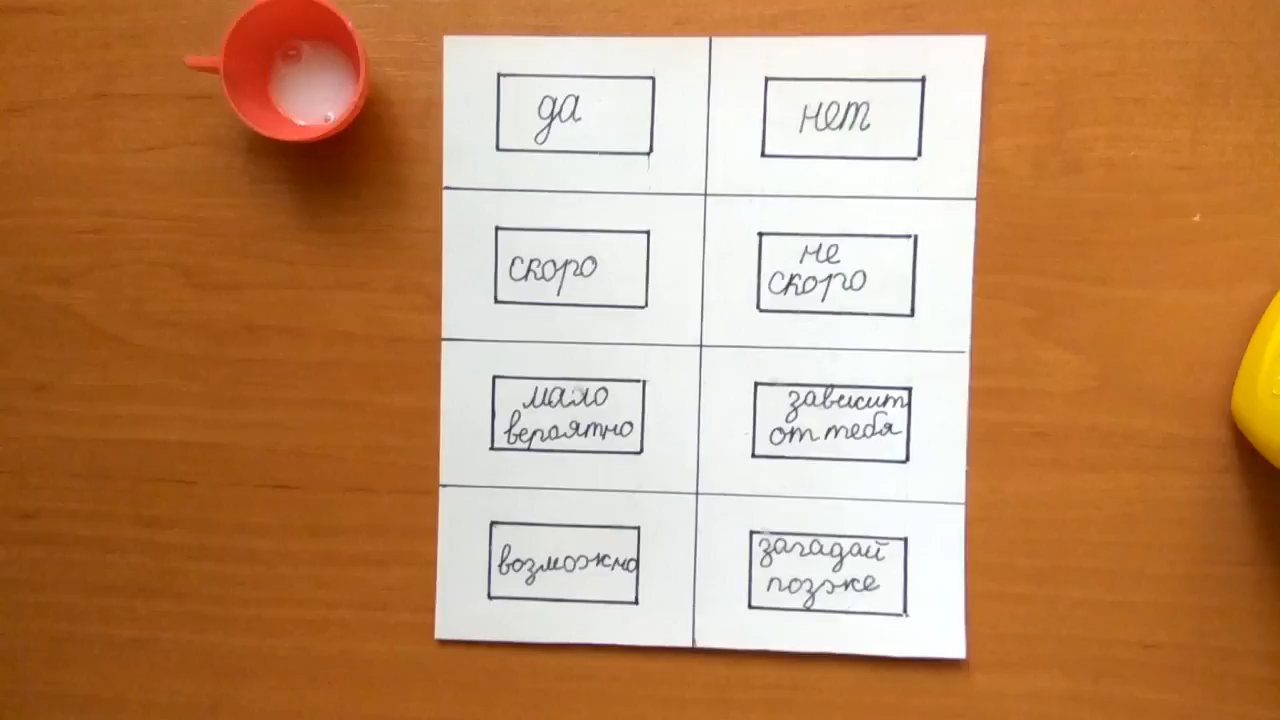 да
нет
скоро
не
скоро
мало
вероятно
зависит
от тебя
возможно
загадай
позже